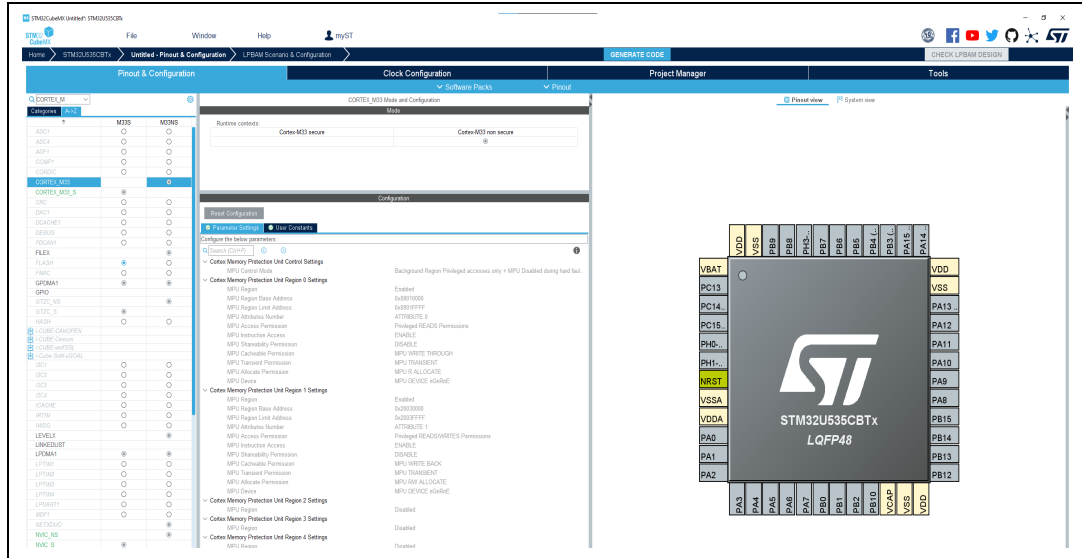 STM32CubeMX Untitled*: STM32U535CBTx
STM32
CubeMX
File
Window
Help
myST
Home
STM32U535CBTx
Untitled - Pinout & Configuration
LPBAM Scenario & Configuration
GENERATE CODE
CHECK LPBAM DESIGN
Pinout & Configuration
Clock Configuration
Project Manager
Tools
Software Packs
Pinout
CORTEX_M
Categories
A->Z
M33S
M33NS
ADC1
ADC4
ADF1
COMP1
CORDIC
CORTEX_M33
CORTEX_M33_S
CRC
DAC1
DCACHE1
DEBUG
FDCAN1
FILEX
FLASH
FMAC
GPDMA1
GPIO
GTZC_NS
GTZC_S
HASH
I-CUBE-CANOPEN
I-CUBE-Cesium
I-CUBE-wolfSSL
I-Cube-SoM-uGOAL
I2C1
I2C2
I2C3
I2C4
ICACHE
IRTIM
IWDG
LEVELX
LINKEDLIST
LPDMA1
LPTIM1
LPTIM2
LPTIM3
LPTIM4
LPUART1
MDF1
NETXDUO
NVIC_NS
NVIC_S
CORTEX_M33 Mode and Configuration
Mode
Runtime contexts:
Cortex-M33 secure
Cortex-M33 non secure
Configuration
Reset Configuration
Parameter Settings
User Constants
Configure the below parameters :
Search (Ctrl+F)
Cortex Memory Protection Unit Control Settings
MPU Control Mode Background Region Privileged accesses only + MPU Disabled during hard faul...
Cortex Memory Protection Unit Region 0 Settings
MPU Region Enabled
MPU Region Base Address 0x08010000
MPU Region Limit Address 0x0801FFFF
MPU Attributes Number ATTRIBUTE 0
MPU Access Permission Privileged READS Permissions
MPU Instruction Access ENABLE
MPU Shareability Permission DISABLE
MPU Cacheable Permission MPU WRITE THROUGH
MPU Transient Permission MPU TRANSIENT
MPU Allocate Permission MPU R ALLOCATE
MPU Device MPU DEVICE nGnRnE
Cortex Memory Protection Unit Region 1 Settings
MPU Region Enabled
MPU Region Base Address 0x20030000
MPU Region Limit Address 0x2003FFFF
MPU Attributes Number ATTRIBUTE 1
MPU Access Permission Privileged READS/WRITES Permissions
MPU Instruction Access ENABLE
MPU Shareability Permission DISABLE
MPU Cacheable Permission MPU WRITE BACK
MPU Transient Permission MPU TRANSIENT
MPU Allocate Permission MPU RW ALLOCATE
MPU Device MPU DEVICE nGnRnE
Cortex Memory Protection Unit Region 2 Settings
MPU Region Disabled
Cortex Memory Protection Unit Region 3 Settings
MPU Region Disabled
Cortex Memory Protection Unit Region 4 Settings
MPU Region Disabled
Pinout view
System view
VDD
VSS
PB9
PB8
PH3-..
PB7
PB6
PB5
PB4 (..
PB3 (..
PA15 ..
PA14..
VBAT
PC13
PC14..
PC15..
PH0-..
PH1-..
NRST
VSSA
VDDA
PA0
PA1
PA2
VDD
VSS
PA13 ..
PA12
PA11
PA10
PA9
PA8
PB15
PB14
PB13
PB12
STM32U535CBTx
LQFP48
PA3
PA4
PA5
PA6
PA7
PB0
PB1
PB2
PB10
VCAP
VSS
VDD